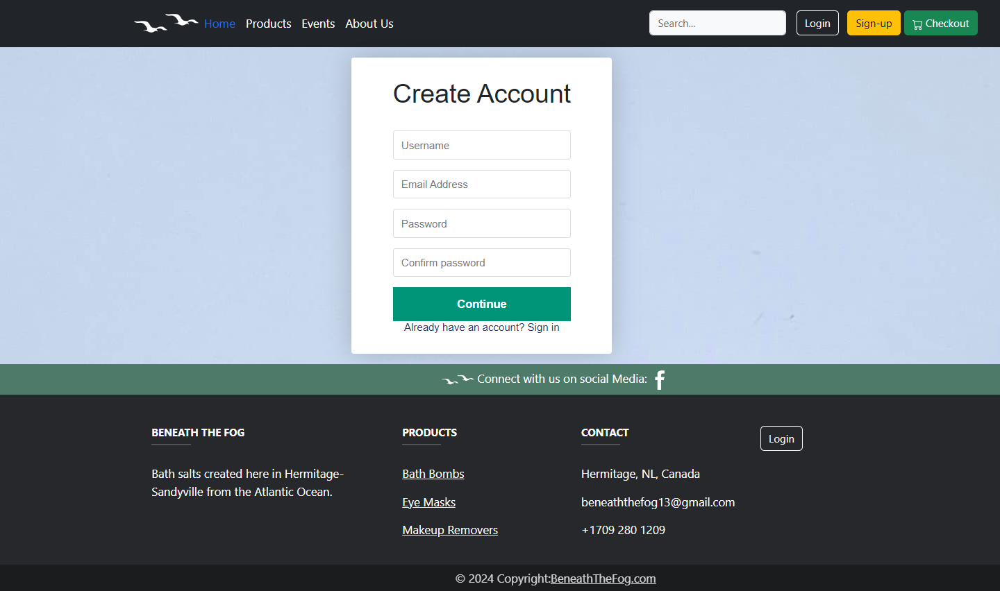 Home Products Events About Us Search... Login Sign-up Checkout
Create Account
Username
Email Address
Password
Confirm password
Continue
Already have an account? Sign in
Connect with us on social Media:
BENEATH THE FOG
Bath salts created here in Hermitage-
Sandyville from the Atlantic Ocean.
PRODUCTS
Bath Bombs
Eye Masks
Makeup Removers
CONTACT
Hermitage, NL, Canada
beneaththefog13@gmail.com
+1709 280 1209
Login
© 2024 Copyright:BeneathTheFog.com